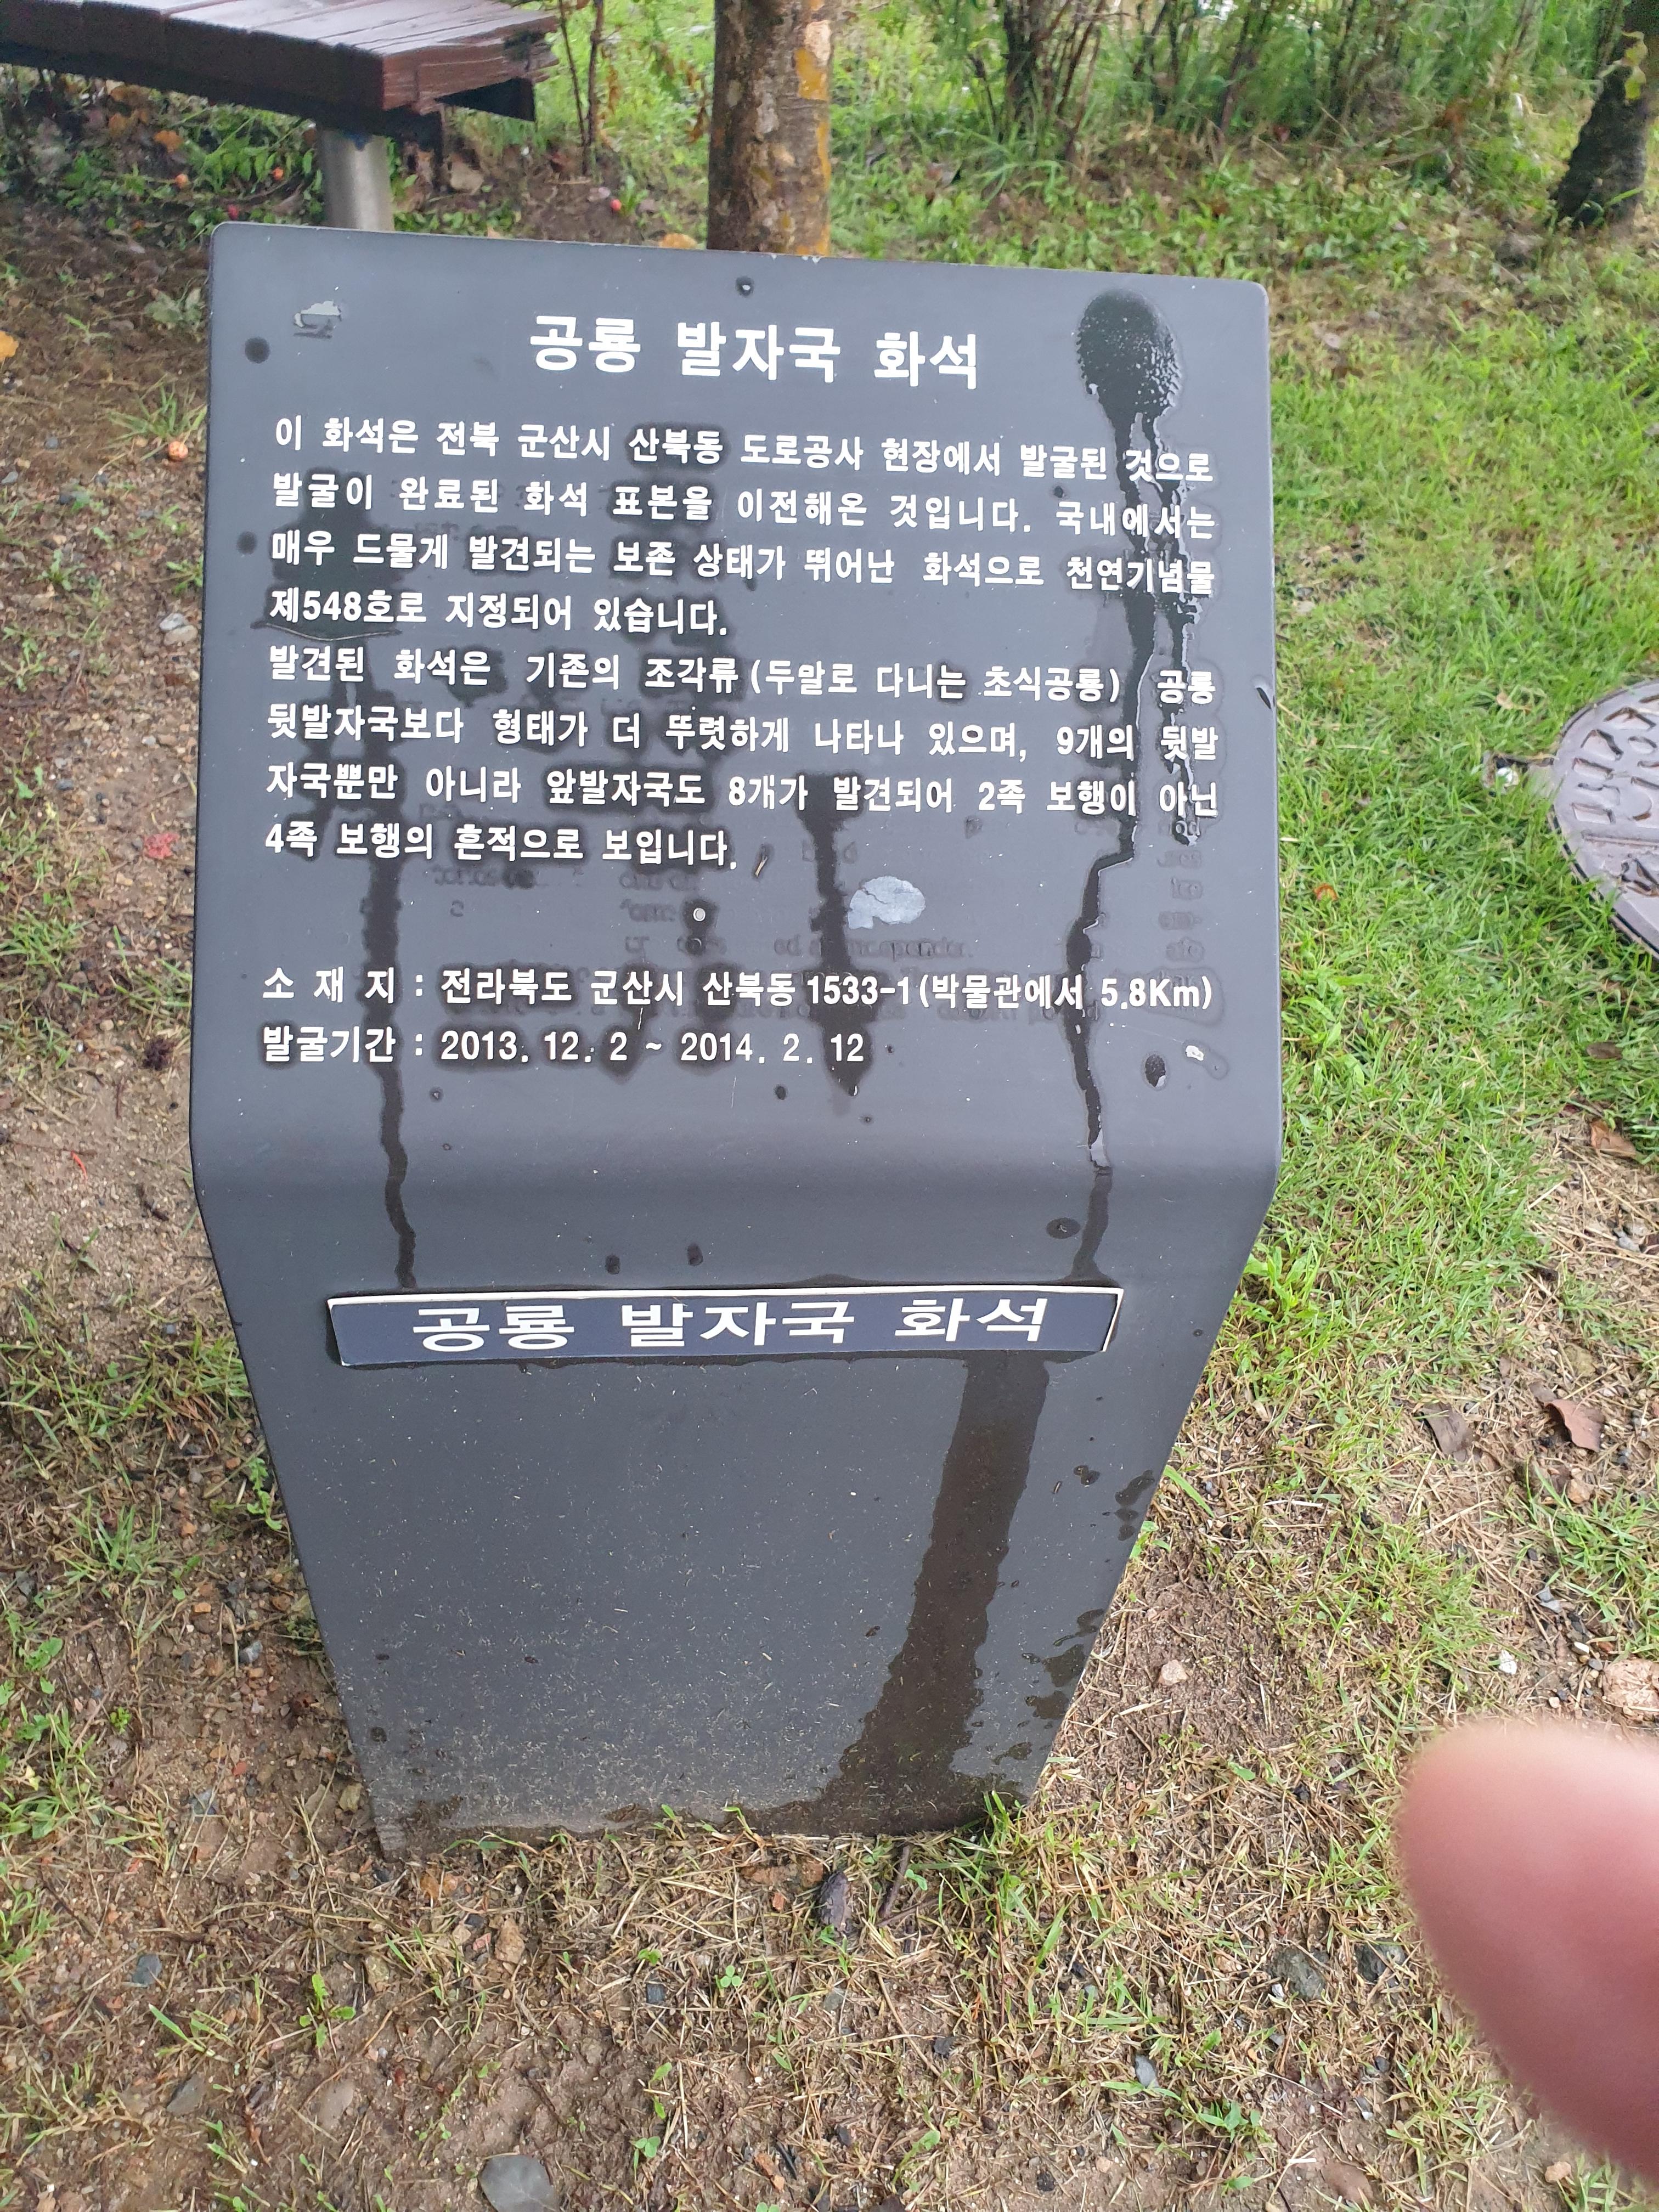 공룡 발자국 화석
이 화석은 전북 군산시 산북동 도로공사 현장에서 발굴된 것으로
발굴이 완료된 화석 표본을 이전해온 것입니다. 국내에서는
매우 드물게 발견되는 보존 상태가 뛰어난 화석으로 천연기념물
제548호로 지정되어 있습니다.
발견된 화석은 기존의 조각류(두말로 다니는 초식공룡) 공룡
뒷발자국보다 형태가 더 뚜렷하게 나타나 있으며, 9개의 뒷발
자국뿐만 아니라 앞발자국도 8개가 발견되어 2족 보행이 아닌
4족 보행의 흔적으로 보입니다.
소 재 지 : 전라북도 군산시 산북동 1533-1(박물관에서 5.8Km)
발굴기간 : 2013. 12. 2 ~ 2014. 2. 12
공룡 발자국 화석